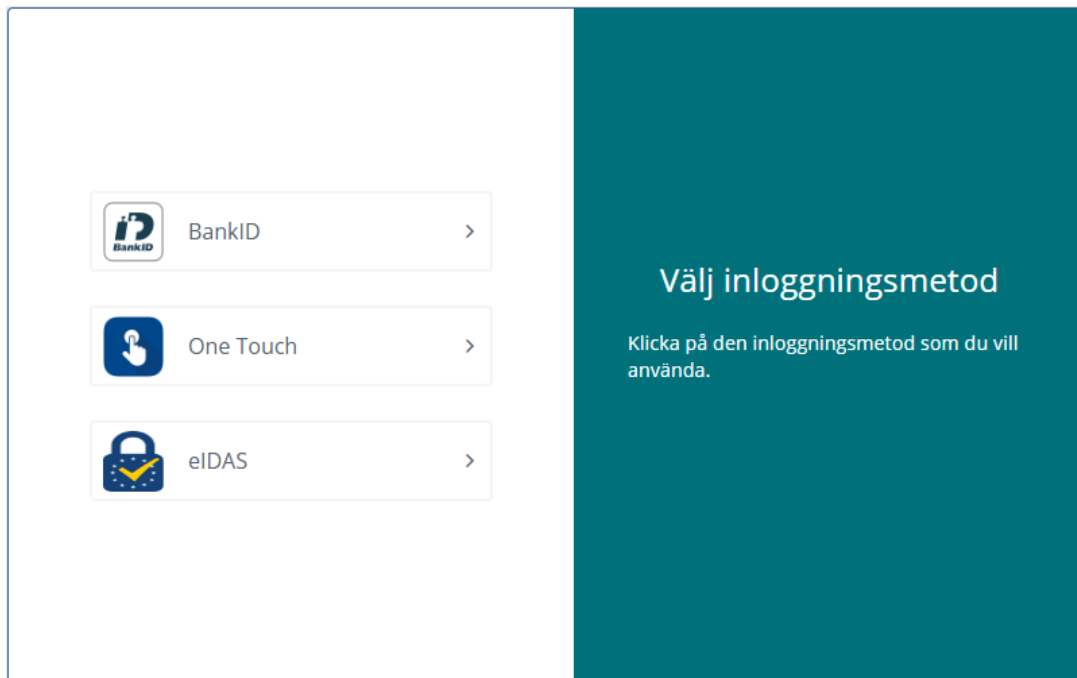 BankID
BankID
One Touch
eIDAS
Välj inloggningsmetod
Klicka på den inloggningsmetod som du vill
använda.